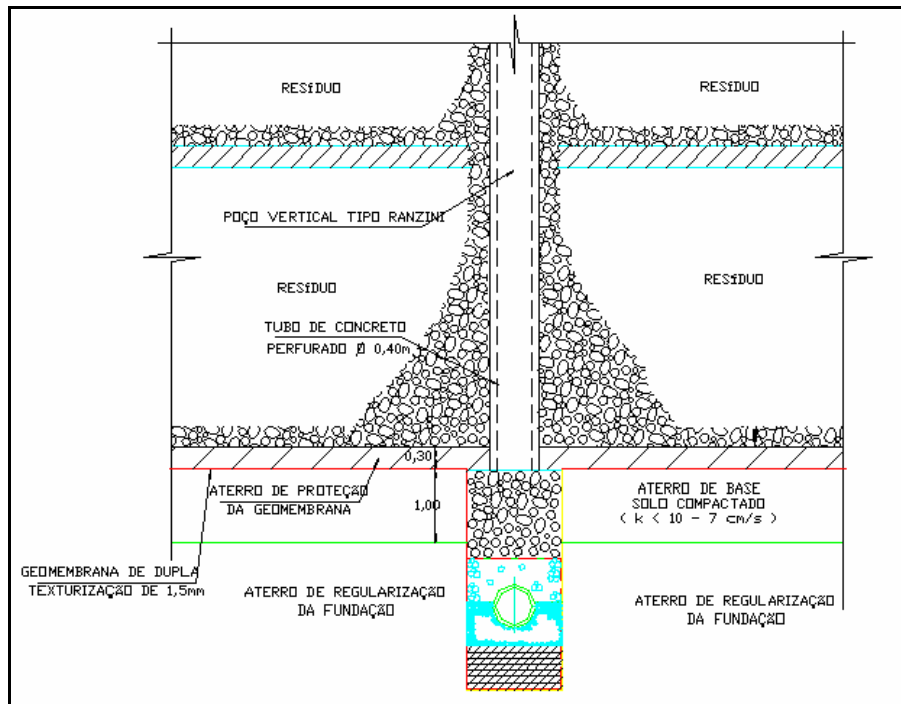 RESíDUO
RESíDUO
POÇO VERTICAL TIPO RANZINI
RESíDUO
RESíDUO
TUBO DE CONCRETO
PERFURADO Ø 0,40m
0,30
ATERRO DE PROTEÇÃO
DA GEOMEMBRANA
1,00
ATERRO DE BASE
SOLO COMPACTADO
( k < 10 - 7 cm/s )
GEOMEMBRANA DE DUPLA
TEXTURIZAÇÃO DE 1,5mm
ATERRO DE REGULARIZAÇÃO
DA FUNDAÇÃO
ATERRO DE REGULARIZAÇÃO
DA FUNDAÇÃO